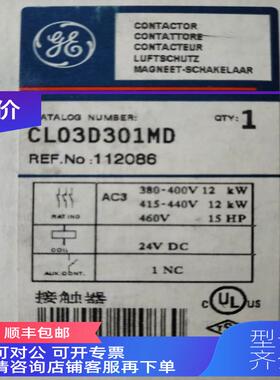 GE
CONTACTOR
CONTATTORE
CONTACTEUR
LUFTSCHUTZ
MAGNEET-SCHAKELAAR
价
CATALOG NUMBER:
QTY: 1
CL03D301MD
REF.No :112086
RATING
AC3
380-400V 12 kW
415-440V 12 kW
460V 15 HP
COIL
24V DC
AUX.CONT.
1 NC
接触器
C UL US
顺丰包邮
可对公 可开专票
请咨询店铺客服再下单
型号
齐